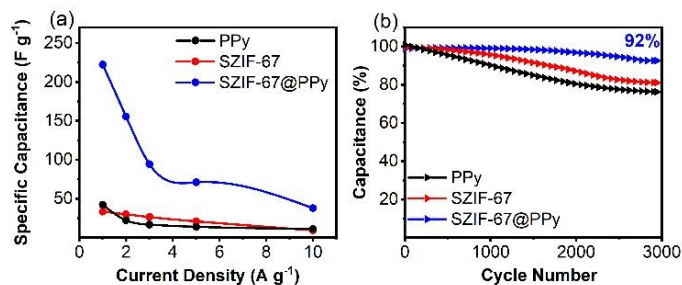 (a)
PPy
SZIF-67
SZIF-67@PPy
Specific Capacitance (F g⁻¹)
250
200
150
100
50
0 2 4 6 8 10
Current Density (A g⁻¹)
(b)
92%
Capacitance (%)
100
80
60
40
20
PPy
SZIF-67
SZIF-67@PPy
0 1000 2000 3000
Cycle Number